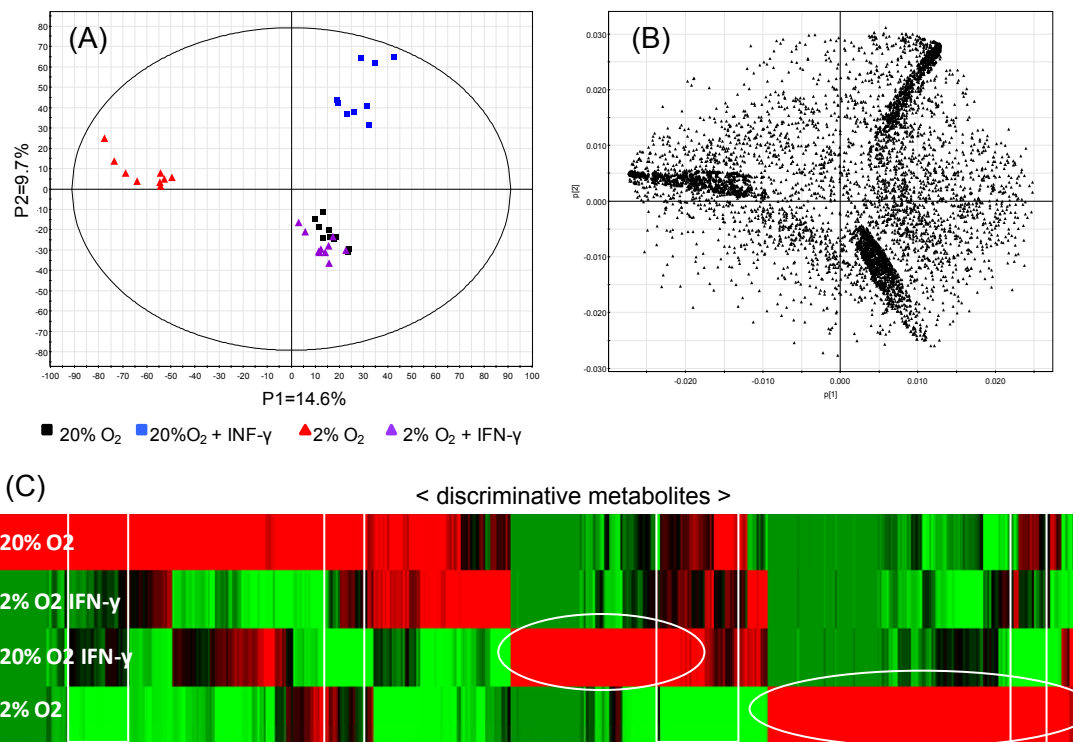 (A)
80
70
60
50
40
30
20
10
0
-10
-20
-30
-40
-50
-60
-70
-80
P2=9.7%
-100 -90 -80 -70 -60 -50 -40 -30 -20 -10 0 10 20 30 40 50 60 70 80 90 100
P1=14.6%
(B)
0.030
0.020
0.010
0.000
-0.010
-0.020
-0.030
p[2]
-0.020 -0.010 0.000 0.010 0.020
p[1]
20% O₂ 20%O₂ + INF-γ 2% O₂ 2% O₂ + IFN-γ
(C)
< discriminative metabolites >
20% O2
2% O2 IFN-γ
20% O2 IFN-γ
2% O2